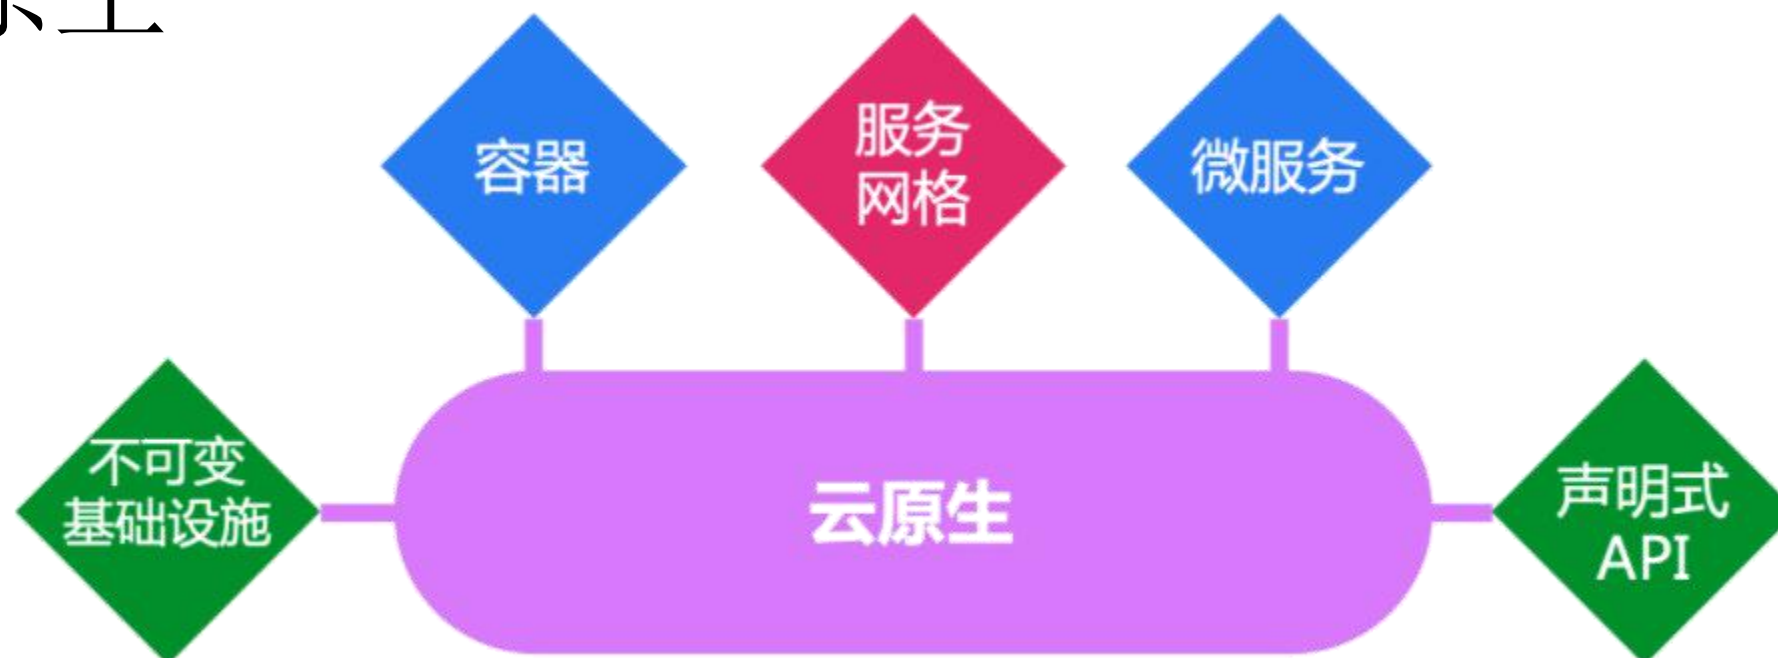 容器
服务
网格
微服务
不可变
基础设施
云原生
声明式
API